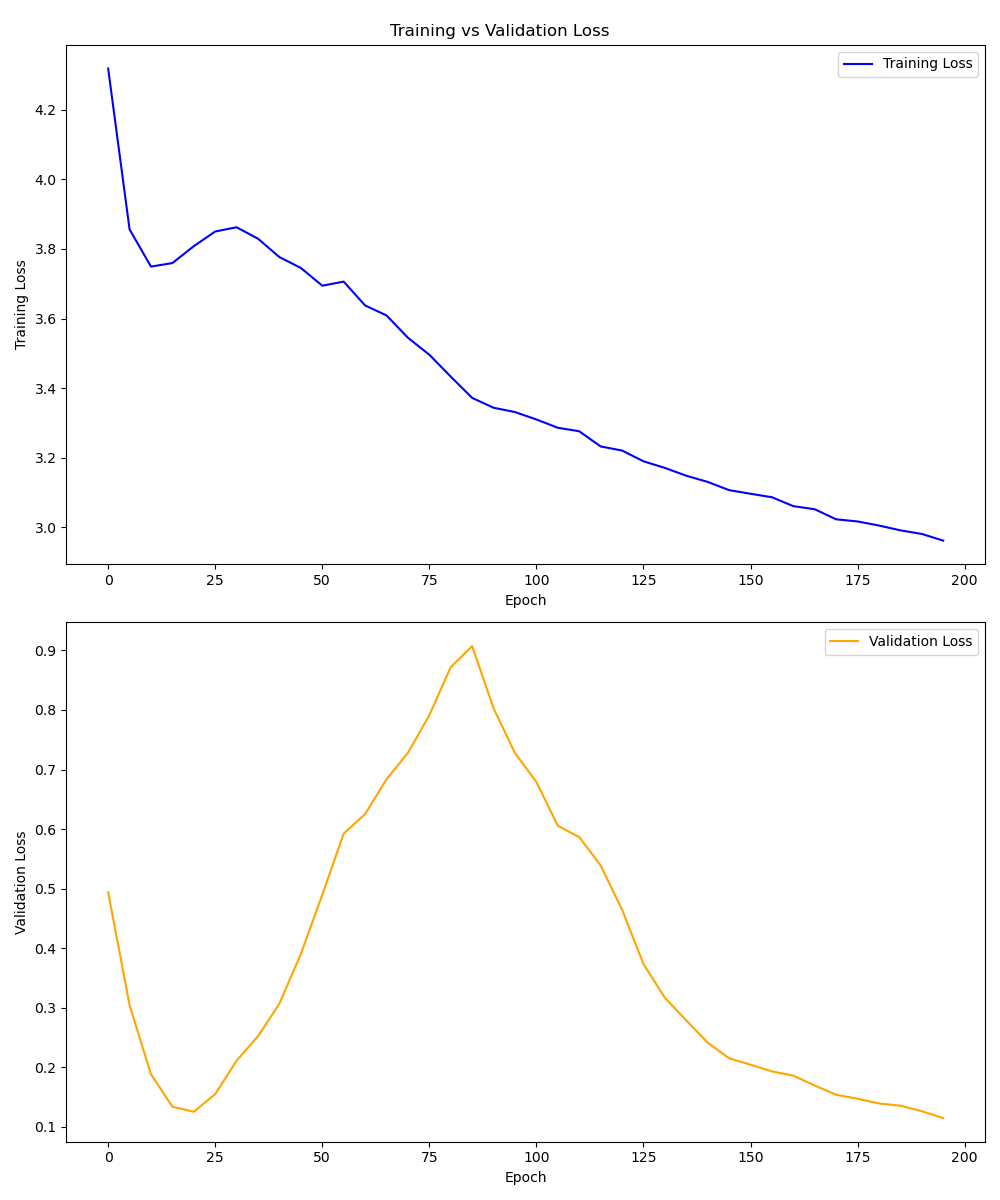 Training vs Validation Loss
Training Loss
4.2
4.0
3.8
3.6
3.4
3.2
3.0
Training Loss
0 25 50 75 100 125 150 175 200
Epoch
Validation Loss
0.9
0.8
0.7
0.6
0.5
0.4
0.3
0.2
0.1
Validation Loss
0 25 50 75 100 125 150 175 200
Epoch